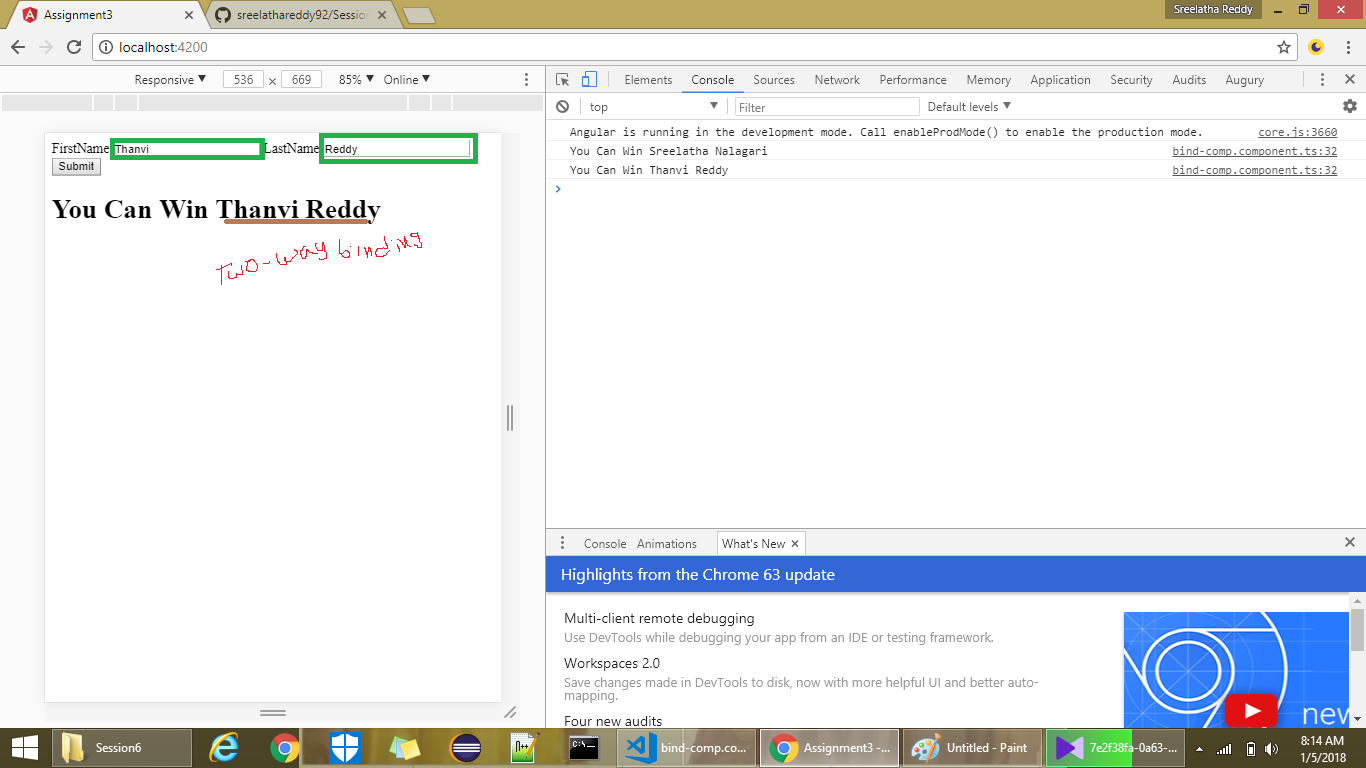 Assignment3
sreelathareddy92/Session
Sreelatha Reddy
localhost:4200
Responsive 536 × 669 85% Online
Elements Console Sources Network Performance Memory Application Security Audits Augury
top Filter Default levels
FirstName Thanvi LastName Reddy
Submit
You Can Win Thanvi Reddy
Two-way binding
Angular is running in the development mode. Call enableProdMode() to enable the production mode. core.js:3660
You Can Win Sreelatha Nalagari bind-comp.component.ts:32
You Can Win Thanvi Reddy bind-comp.component.ts:32
Console Animations What's New
Highlights from the Chrome 63 update
Multi-client remote debugging
Use DevTools while debugging your app from an IDE or testing framework.
Workspaces 2.0
Save changes made in DevTools to disk, now with more helpful UI and better auto-
mapping.
Four new audits
new
Session6
bind-comp.co...
Assignment3 -...
Untitled - Paint
7e2f38fa-0a63-...
8:14 AM
1/5/2018